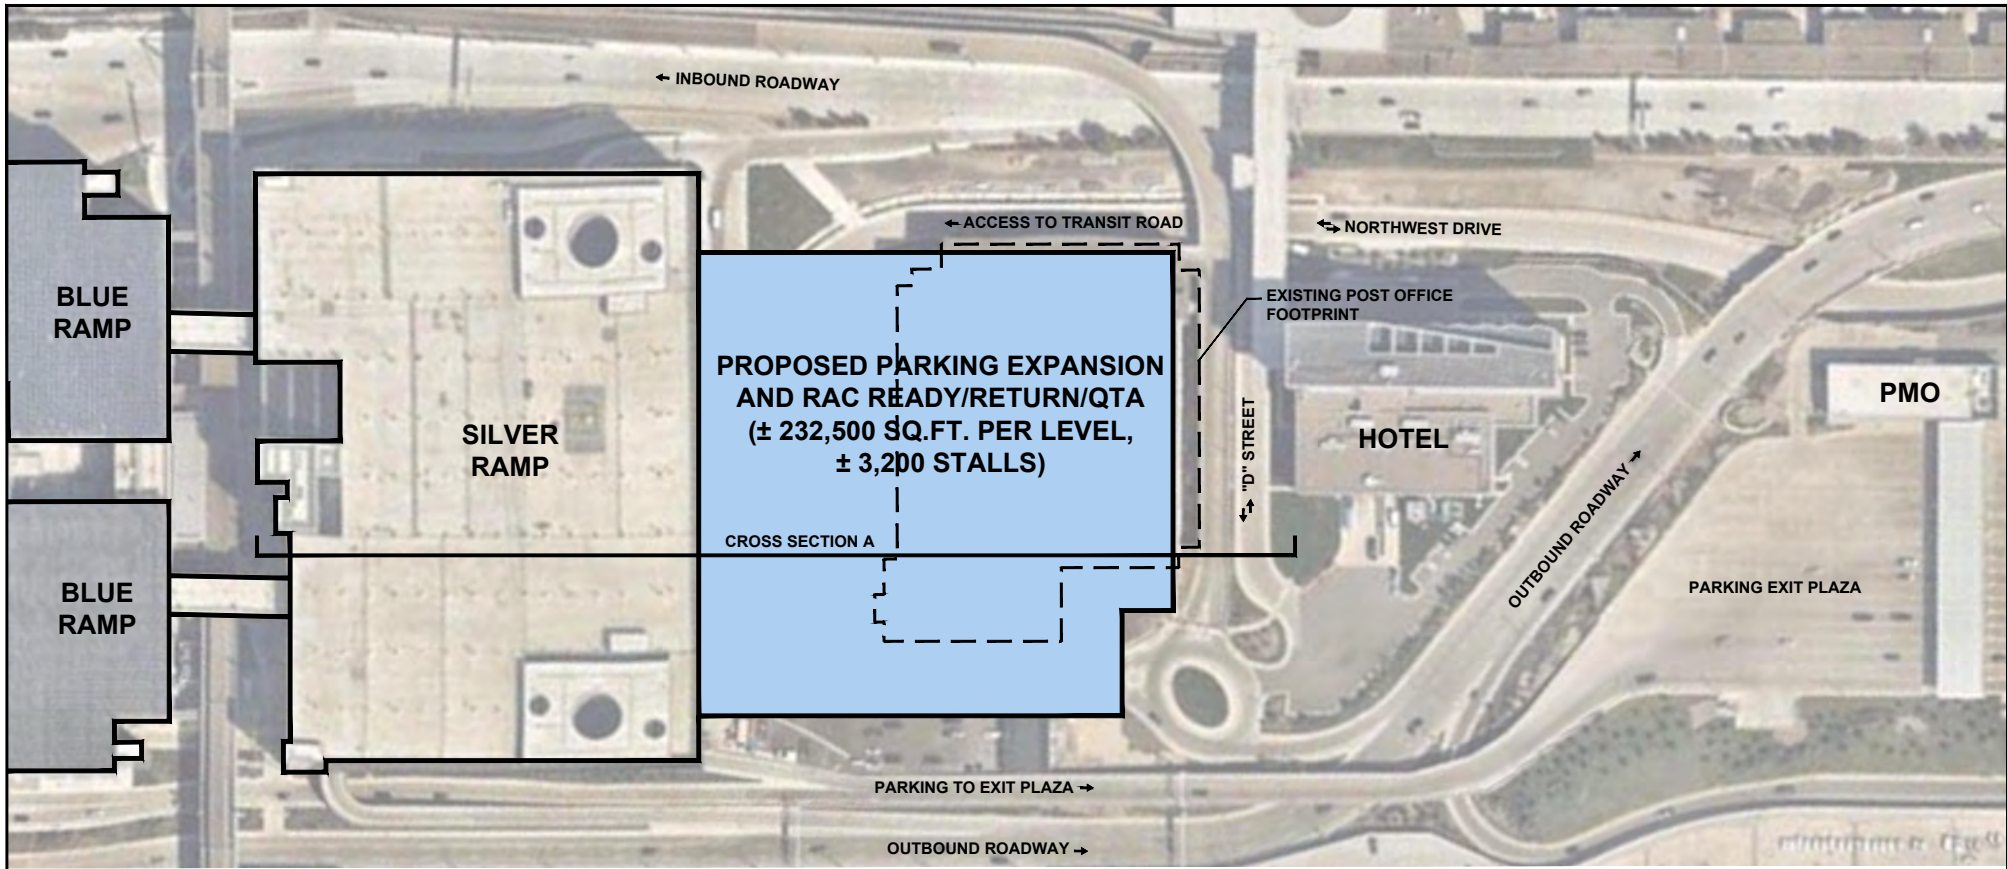 ← INBOUND ROADWAY
← ACCESS TO TRANSIT ROAD
NORTHWEST DRIVE
BLUE
RAMP
EXISTING POST OFFICE
FOOTPRINT
PROPOSED PARKING EXPANSION
AND RAC READY/RETURN/QTA
(± 232,500 SQ.FT. PER LEVEL,
± 3,200 STALLS)
PMO
SILVER
RAMP
HOTEL
"D" STREET
OUTBOUND ROADWAY →
CROSS SECTION A
BLUE
RAMP
PARKING EXIT PLAZA
PARKING TO EXIT PLAZA →
OUTBOUND ROADWAY →